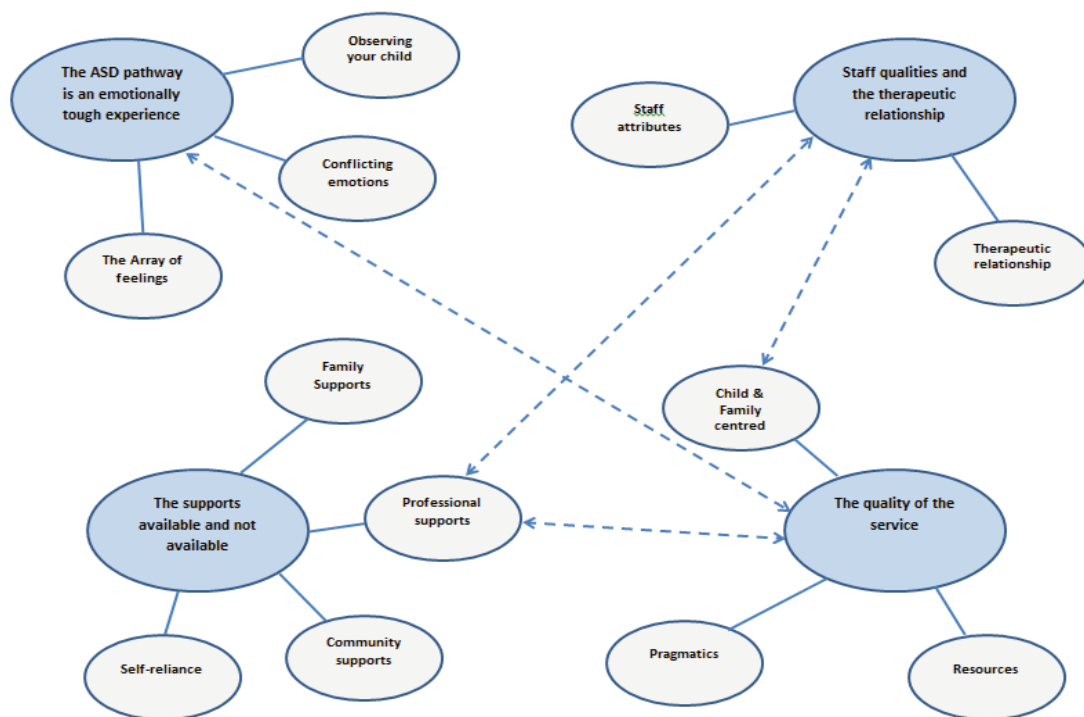 Observing
your child
The ASD pathway
is an emotionally
tough experience
Conflicting
emotions
The Array of
feelings
Staff qualities and
the therapeutic
relationship
Staff
attributes
Therapeutic
relationship
Family
Supports
The supports
available and not
available
Professional
supports
Self-reliance
Community
supports
Child &
Family
centred
The quality of the
service
Pragmatics
Resources